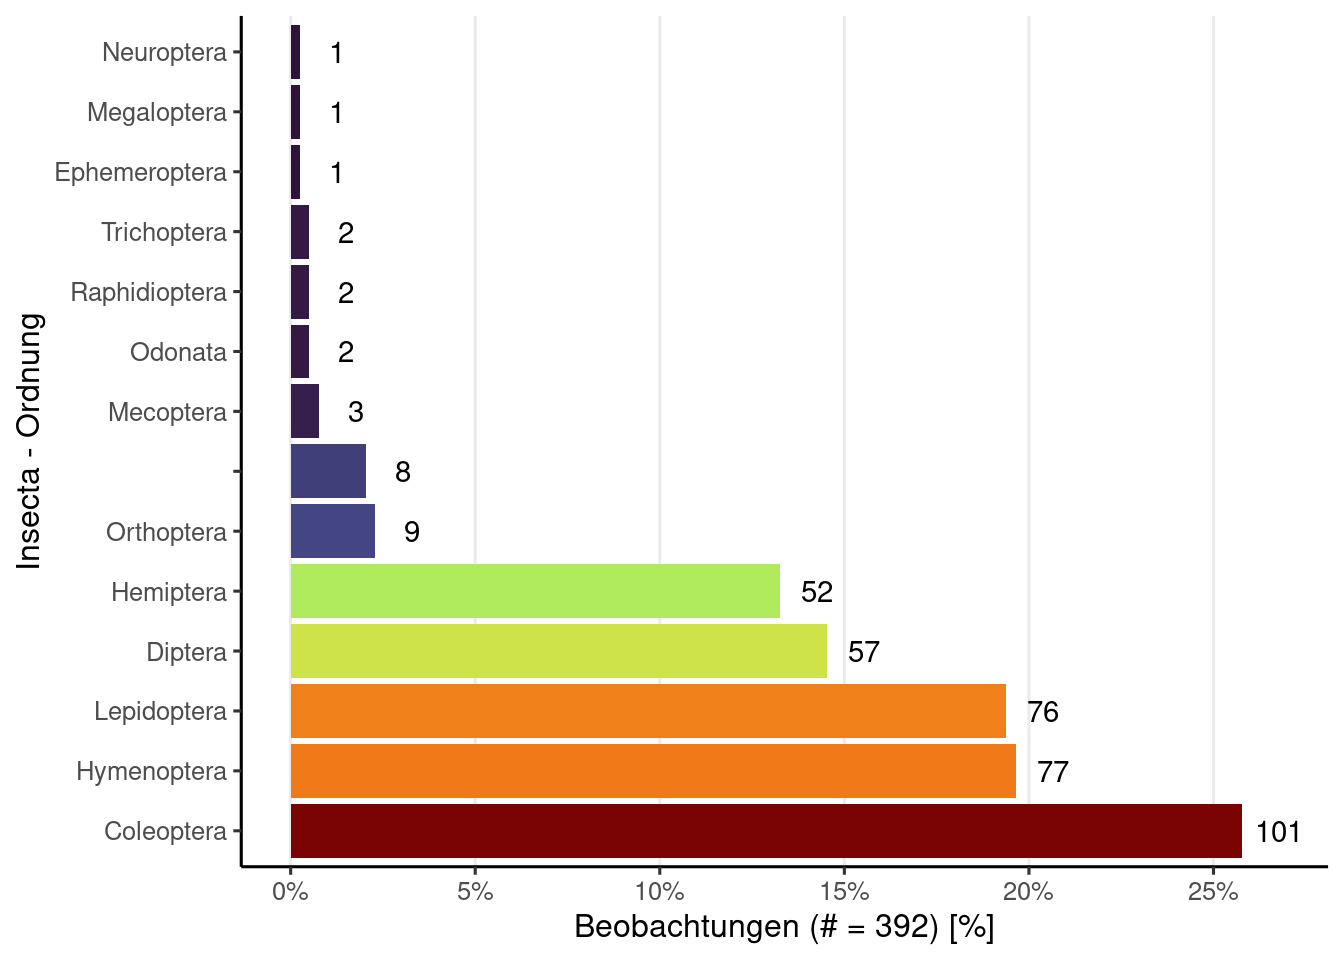 Insecta - Ordnung
Neuroptera 1
Megaloptera 1
Ephemeroptera 1
Trichoptera 2
Raphidioptera 2
Odonata 2
Mecoptera 3
8
Orthoptera 9
Hemiptera 52
Diptera 57
Lepidoptera 76
Hymenoptera 77
Coleoptera 101
0% 5% 10% 15% 20% 25%
Beobachtungen (# = 392) [%]